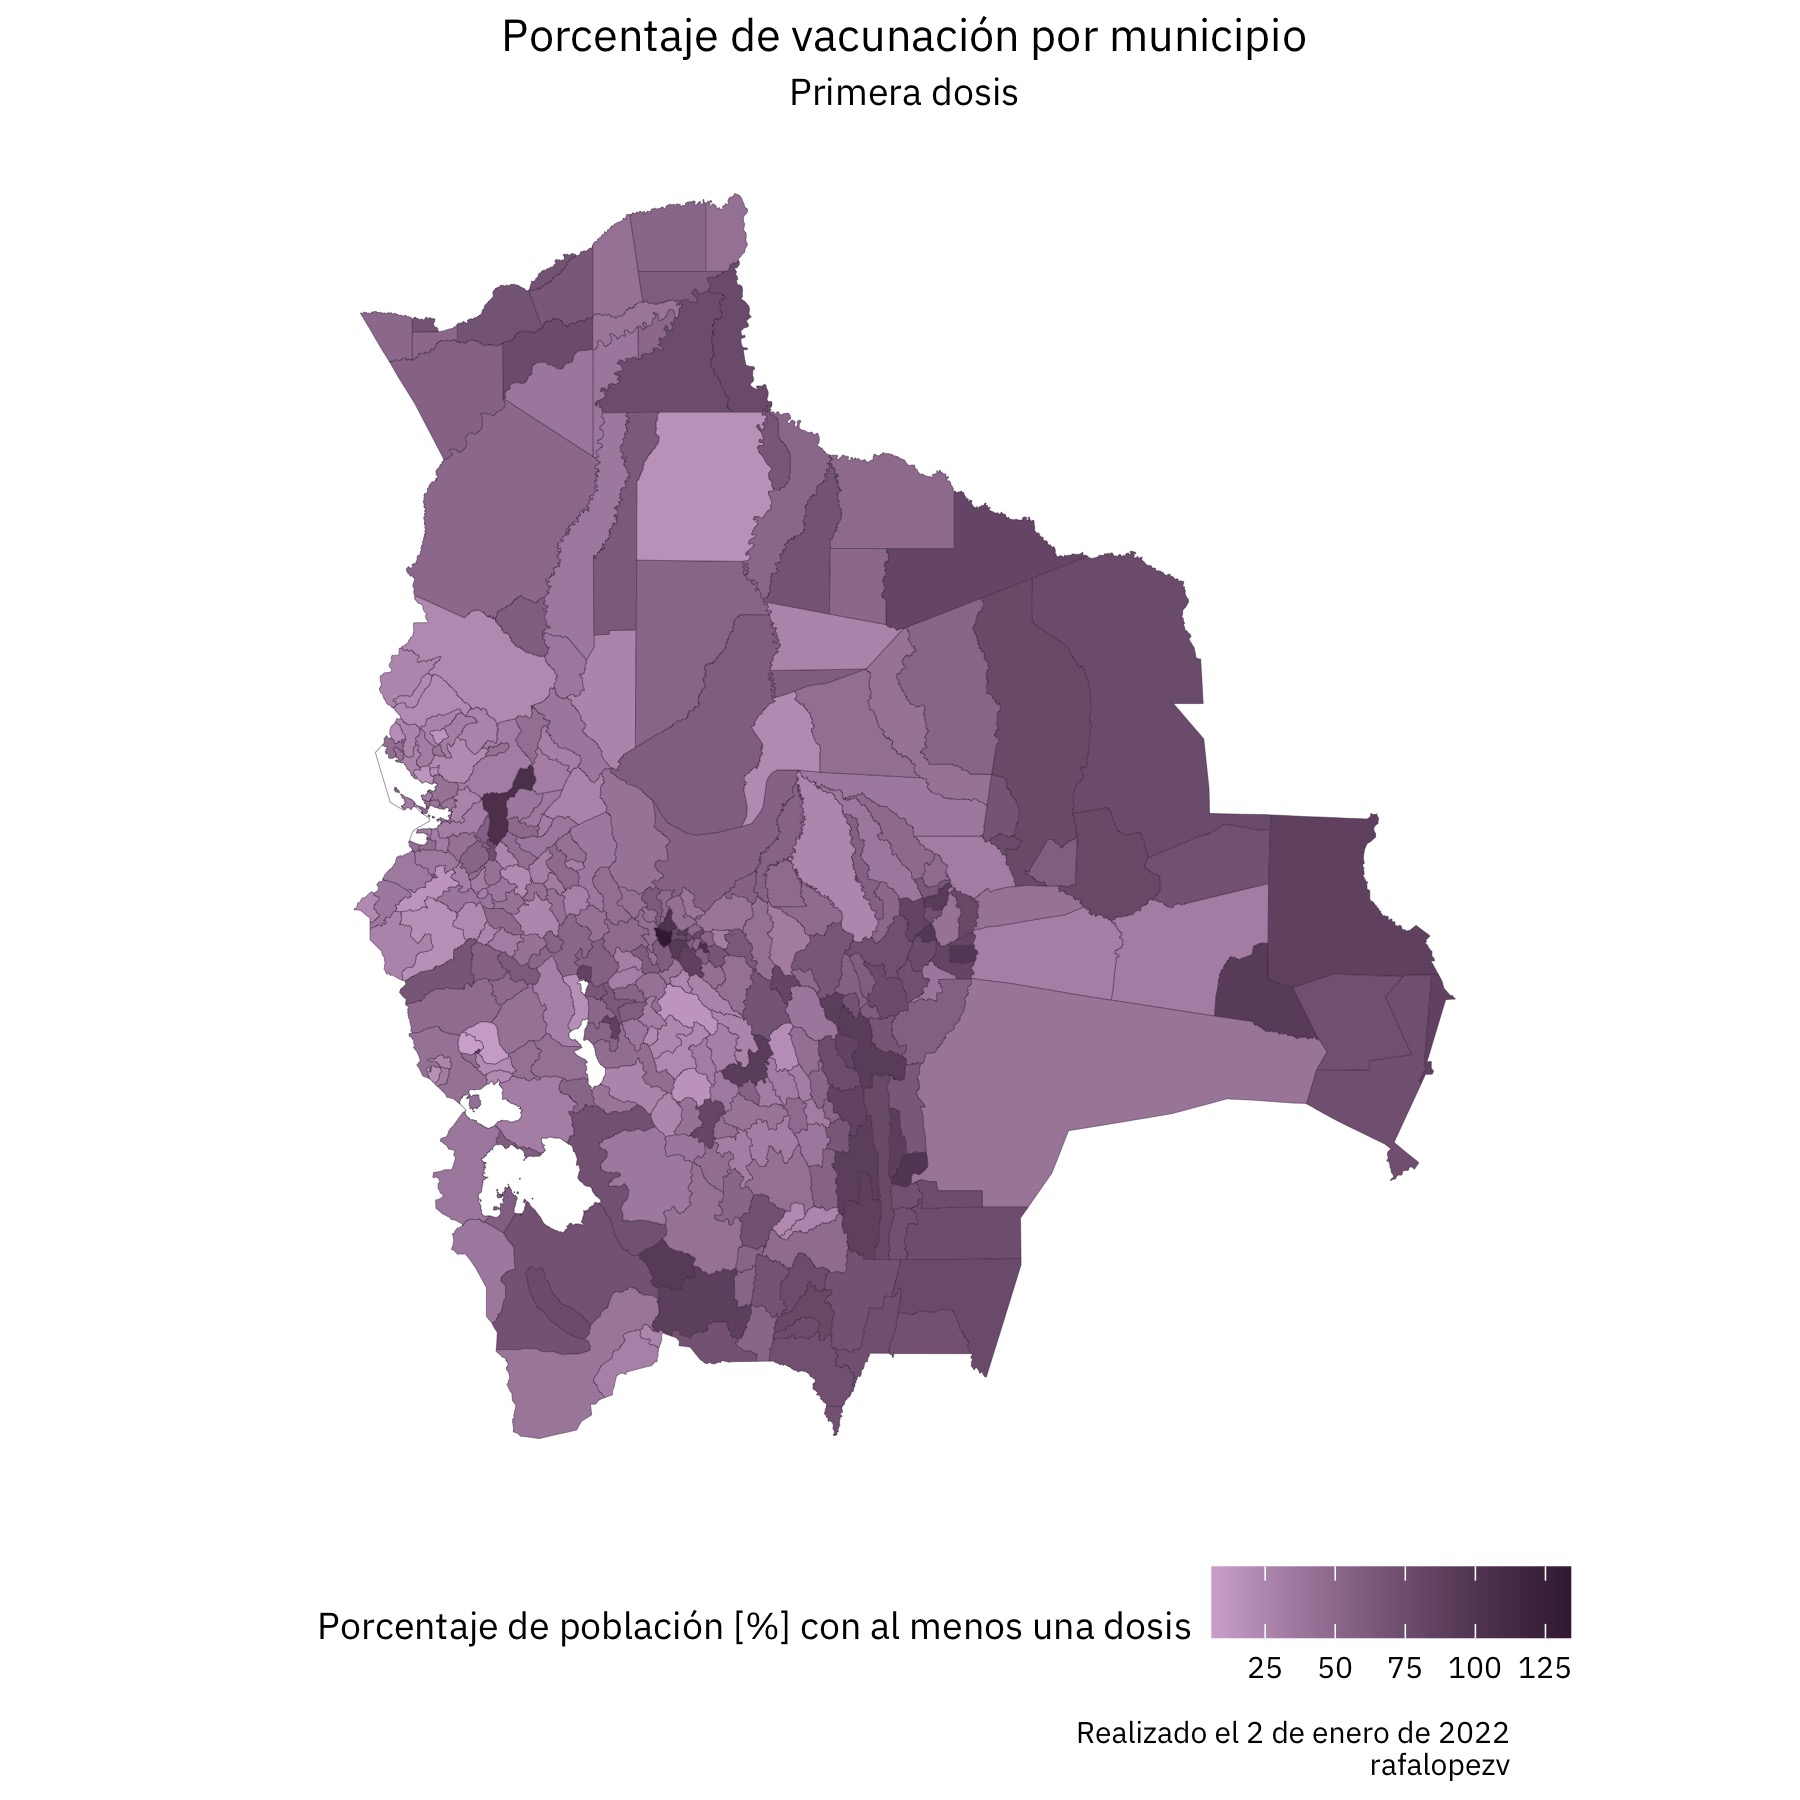 Porcentaje de vacunación por municipio
Primera dosis
Porcentaje de población [%] con al menos una dosis
25 50 75 100 125
Realizado el 2 de enero de 2022
rafalopezv